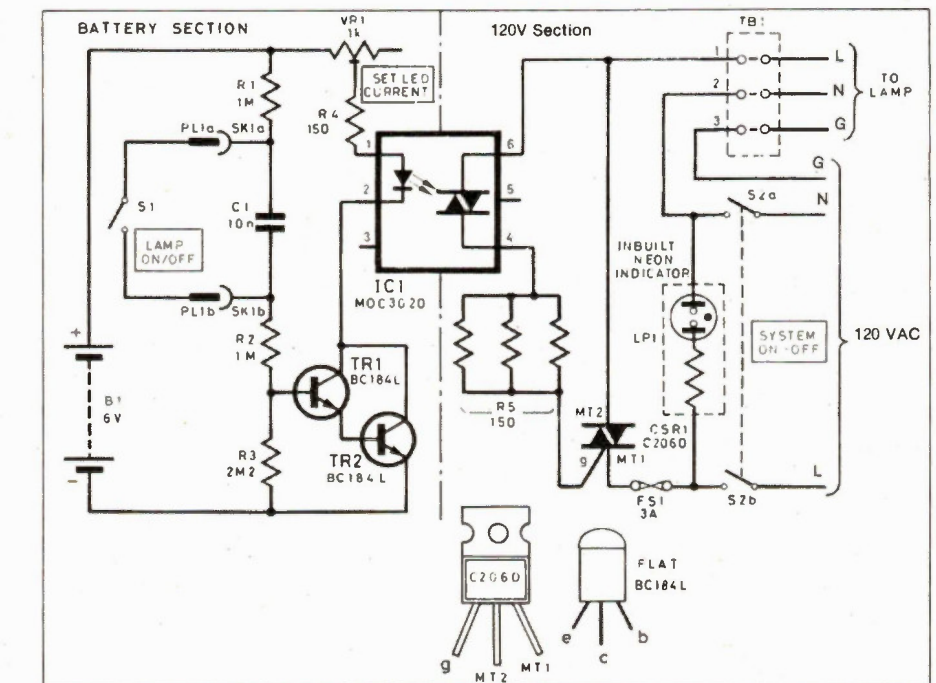 BATTERY SECTION
VR1
1k
120V Section
TB1
SET LED
CURRENT
R1
1M
R4
150
1
L
2
N
TO
LAMP
3
G
PL1a
SK1a
S1
C1
10n
LAMP
ON/OFF
PL1b
SK1b
1
2
3
6
5
4
IC1
MOC3020
G
N
S2a
INBUILT
NEON
INDICATOR
LP1
SYSTEM
ON-OFF
120 VAC
+
B1
6V
-
R2
1M
TR1
BC184L
R3
2M2
TR2
BC184L
R5
150
MT2
CSR1
C206D
g
MT1
FS1
3A
S2b
L
C206D
g
MT2
MT1
FLAT
BC184L
e
c
b